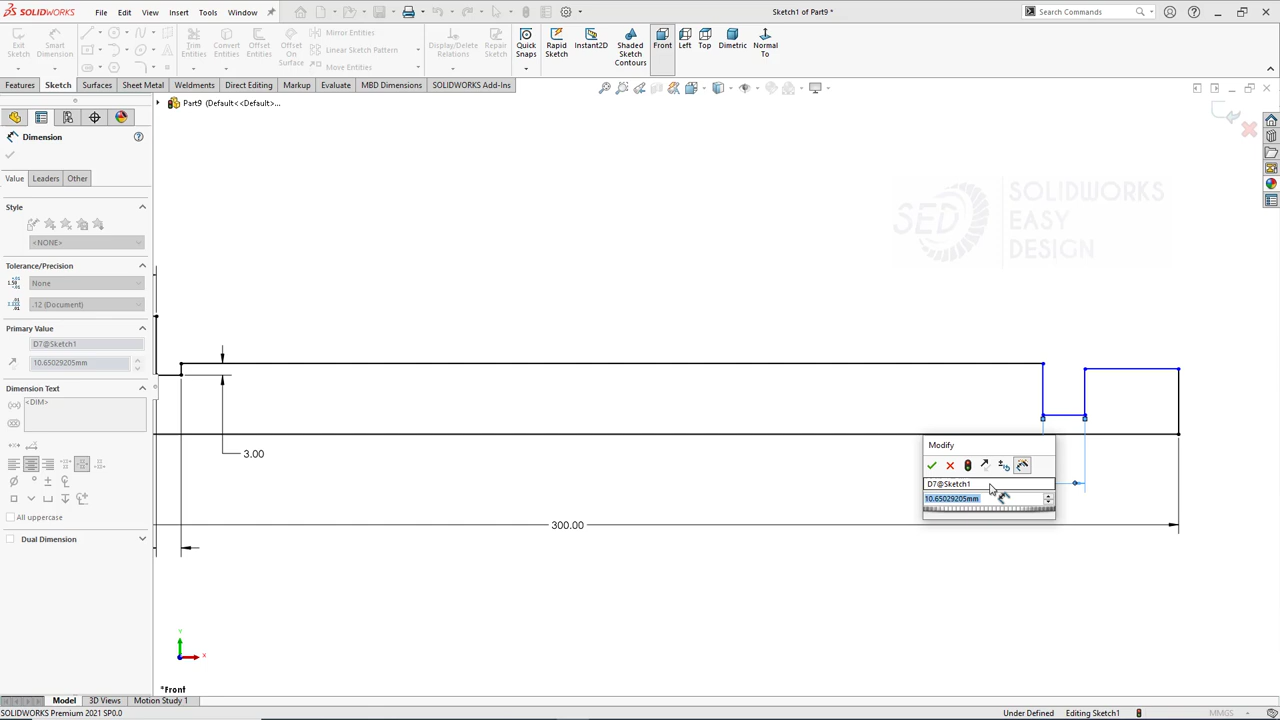 SOLIDWORKS
File Edit View Insert Tools Window
Sketch1 of Part9 *
Search Commands
Exit Sketch
Smart Dimension
Trim Entities
Convert Entities
Offset Entities
Offset On Surface
Mirror Entities
Linear Sketch Pattern
Move Entities
Display/Delete Relations
Repair Sketch
Quick Snaps
Rapid Sketch
Instant2D
Shaded Sketch Contours
Front
Left
Top
Dimetric
Normal To
Features Sketch Surfaces Sheet Metal Weldments Direct Editing Markup Evaluate MBD Dimensions SOLIDWORKS Add-Ins
Part9 (Default<<Default>...
Dimension
Value Leaders Other
Style
<NONE>
Tolerance/Precision
None
.12 (Document)
Primary Value
D7@Sketch1
10.65029205mm
Dimension Text
<DIM>
All uppercase
Dual Dimension
SED
SOLIDWORKS
EASY
DESIGN
3.00
300.00
Modify
D7@Sketch1
10.65029205mm
Y
X
*Front
Model 3D Views Motion Study 1
SOLIDWORKS Premium 2021 SP0.0
Under Defined Editing Sketch1 MMGS